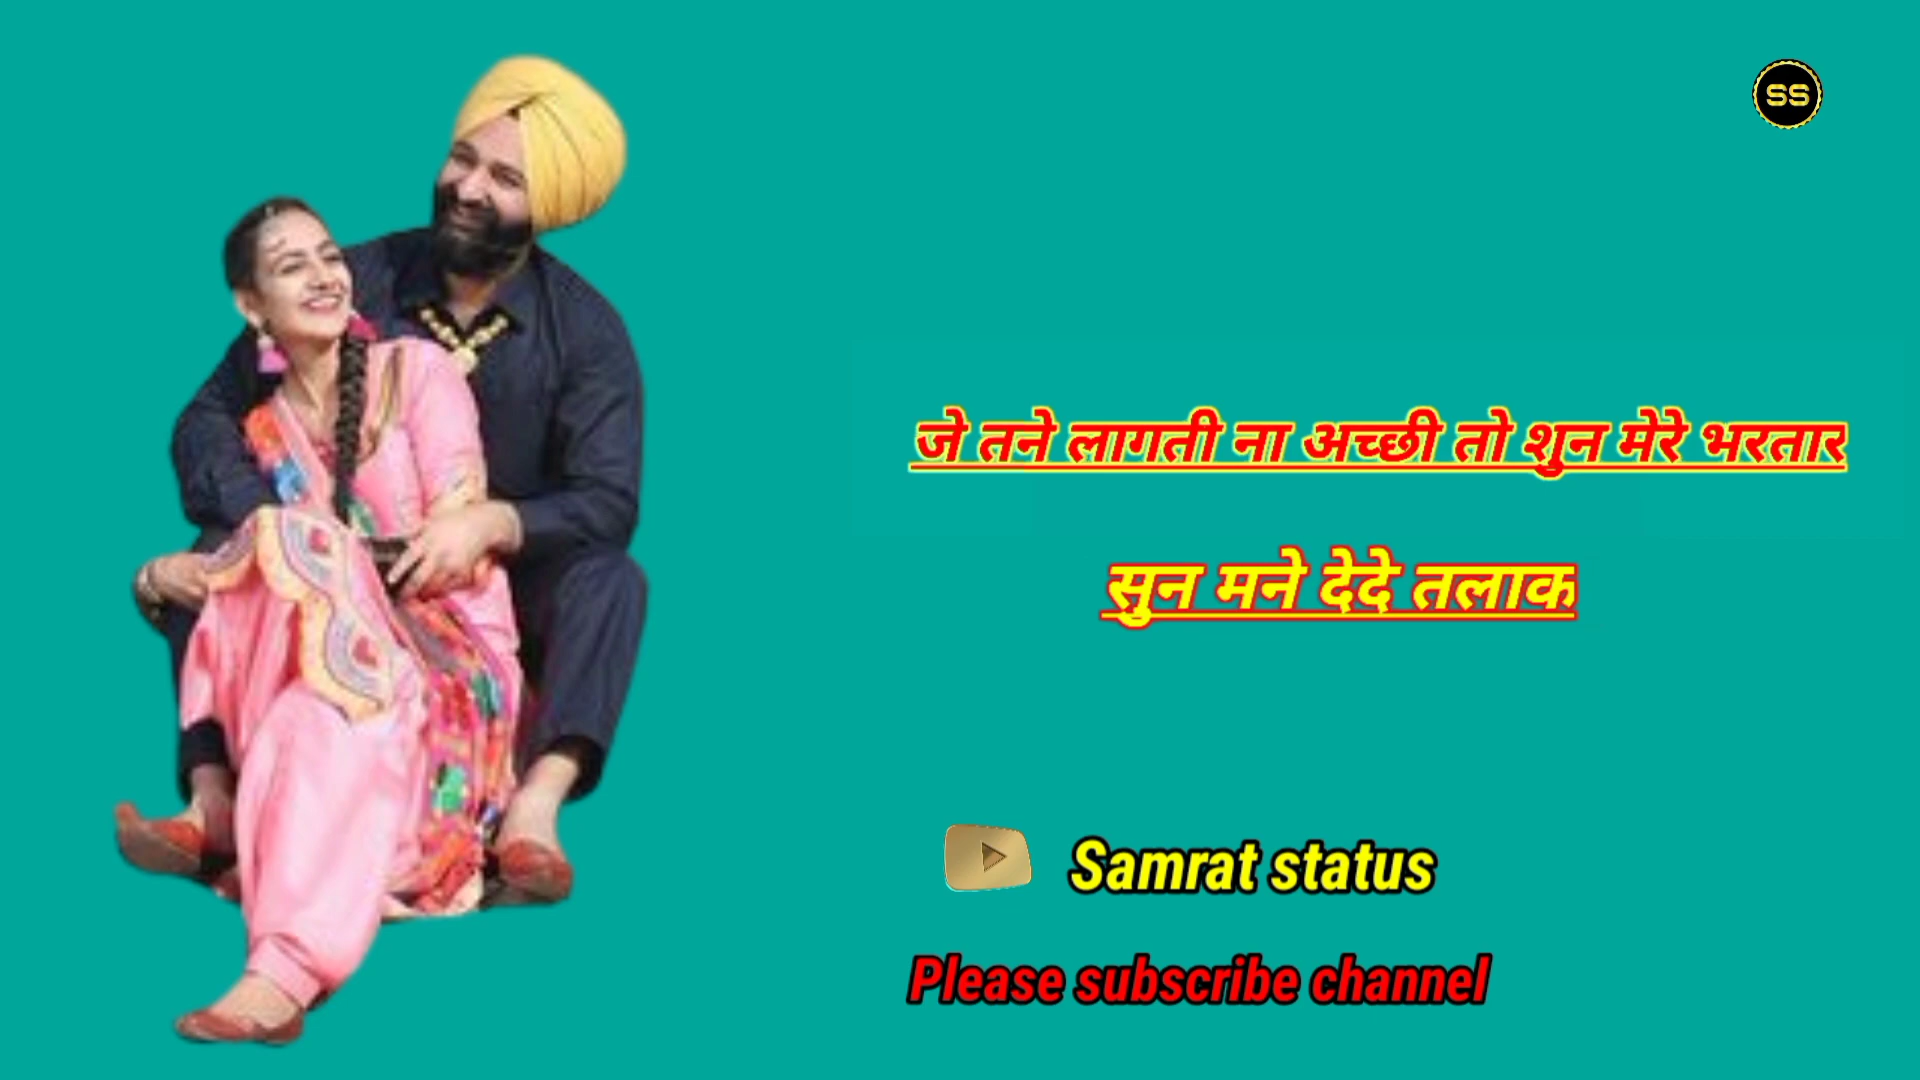 SS
जे तने लागती ना अच्छी तो शुन मेरे भरतार
सुन मने देदे तलाक
Samrat status
Please subscribe channel